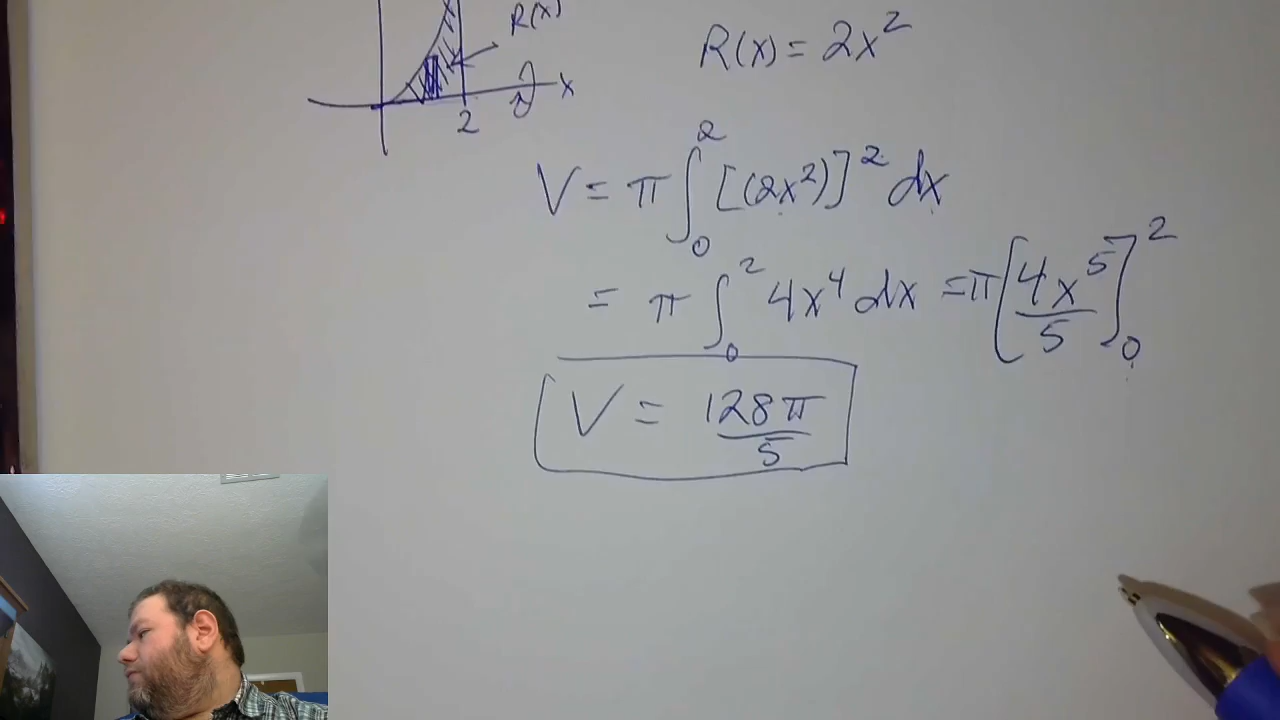 R(x)
R(x) = 2x²
x
2
V = π ∫₀² [(2x²)]² dx
= π ∫₀² 4x⁴ dx = π [4x⁵/5]₀²
V = 128π/5